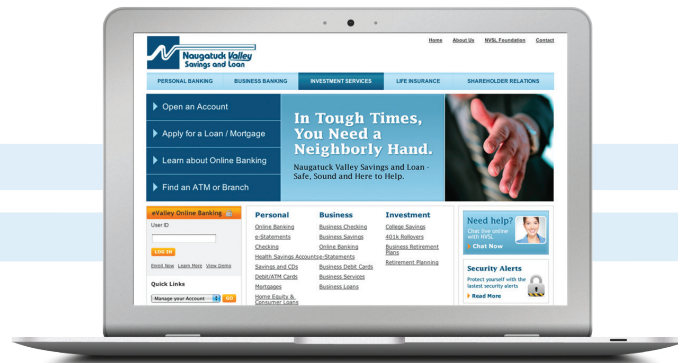 Home About Us NVSL Foundation Contact
Naugatuck Valley
Savings and Loan
PERSONAL BANKING BUSINESS BANKING INVESTMENT SERVICES LIFE INSURANCE SHAREHOLDER RELATIONS
Open an Account
Apply for a Loan / Mortgage
Learn about Online Banking
Find an ATM or Branch
In Tough Times,
You Need a
Neighborly Hand.
Naugatuck Valley Savings and Loan -
Safe, Sound and Here to Help.
eValley Online Banking
User ID
LOG IN
Enroll Now Learn More View Demo
Quick Links
Manage your Account GO
Personal
Online Banking
e-Statements
Checking
Health Savings Accounts
Savings and CDs
Debit/ATM Cards
Mortgages
Home Equity &
Consumer Loans
Business
Business Checking
Business Savings
Online Banking
e-Statements
Business Debit Cards
Business Services
Business Loans
Investment
College Savings
401k Rollovers
Business Retirement
Plans
Retirement Planning
Need help?
Chat live online
with NVSL
Chat Now
Security Alerts
Protect yourself with the
lastest security alerts
Read More